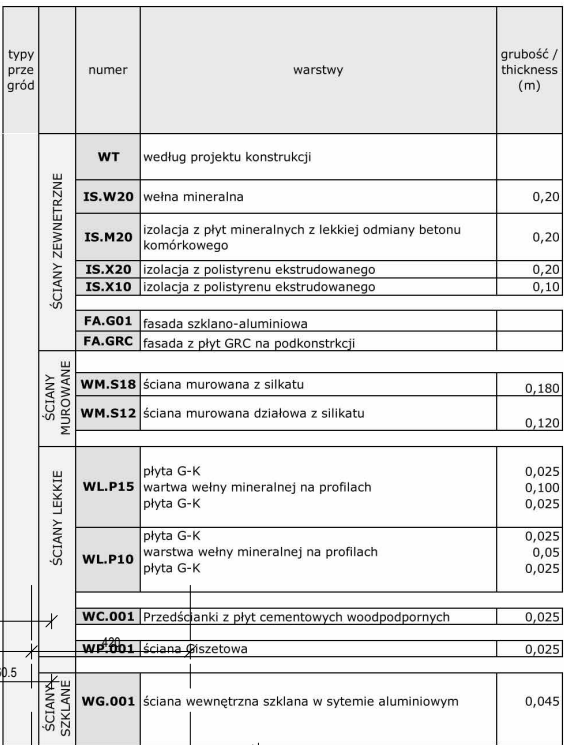 typy
prze
gród
numer
warstwy
grubość /
thickness
(m)
ŚCIANY ZEWNETRZNE
WT według projektu konstrukcji
IS.W20 wełna mineralna 0,20
IS.M20 izolacja z płyt mineralnych z lekkiej odmiany betonu
komórkowego 0,20
IS.X20 izolacja z polistyrenu ekstrudowanego 0,20
IS.X10 izolacja z polistyrenu ekstrudowanego 0,10
FA.G01 fasada szklano-aluminiowa
FA.GRC fasada z płyt GRC na podkonstrkcji
ŚCIANY
MUROWANE
WM.S18 ściana murowana z silkatu 0,180
WM.S12 ściana murowana działowa z silikatu 0,120
ŚCIANY LEKKIE
WL.P15
płyta G-K 0,025
wartwa wełny mineralnej na profilach 0,100
płyta G-K 0,025
WL.P10
płyta G-K 0,025
warstwa wełny mineralnej na profilach 0,05
płyta G-K 0,025
WC.001 Przedścianki z płyt cementowych woodpodpornych 0,025
420
WP.001 ściana Giszetowa 0,025
60.5
ŚCIANY
SZKLANE
WG.001 ściana wewnętrzna szklana w sytemie aluminiowym 0,045